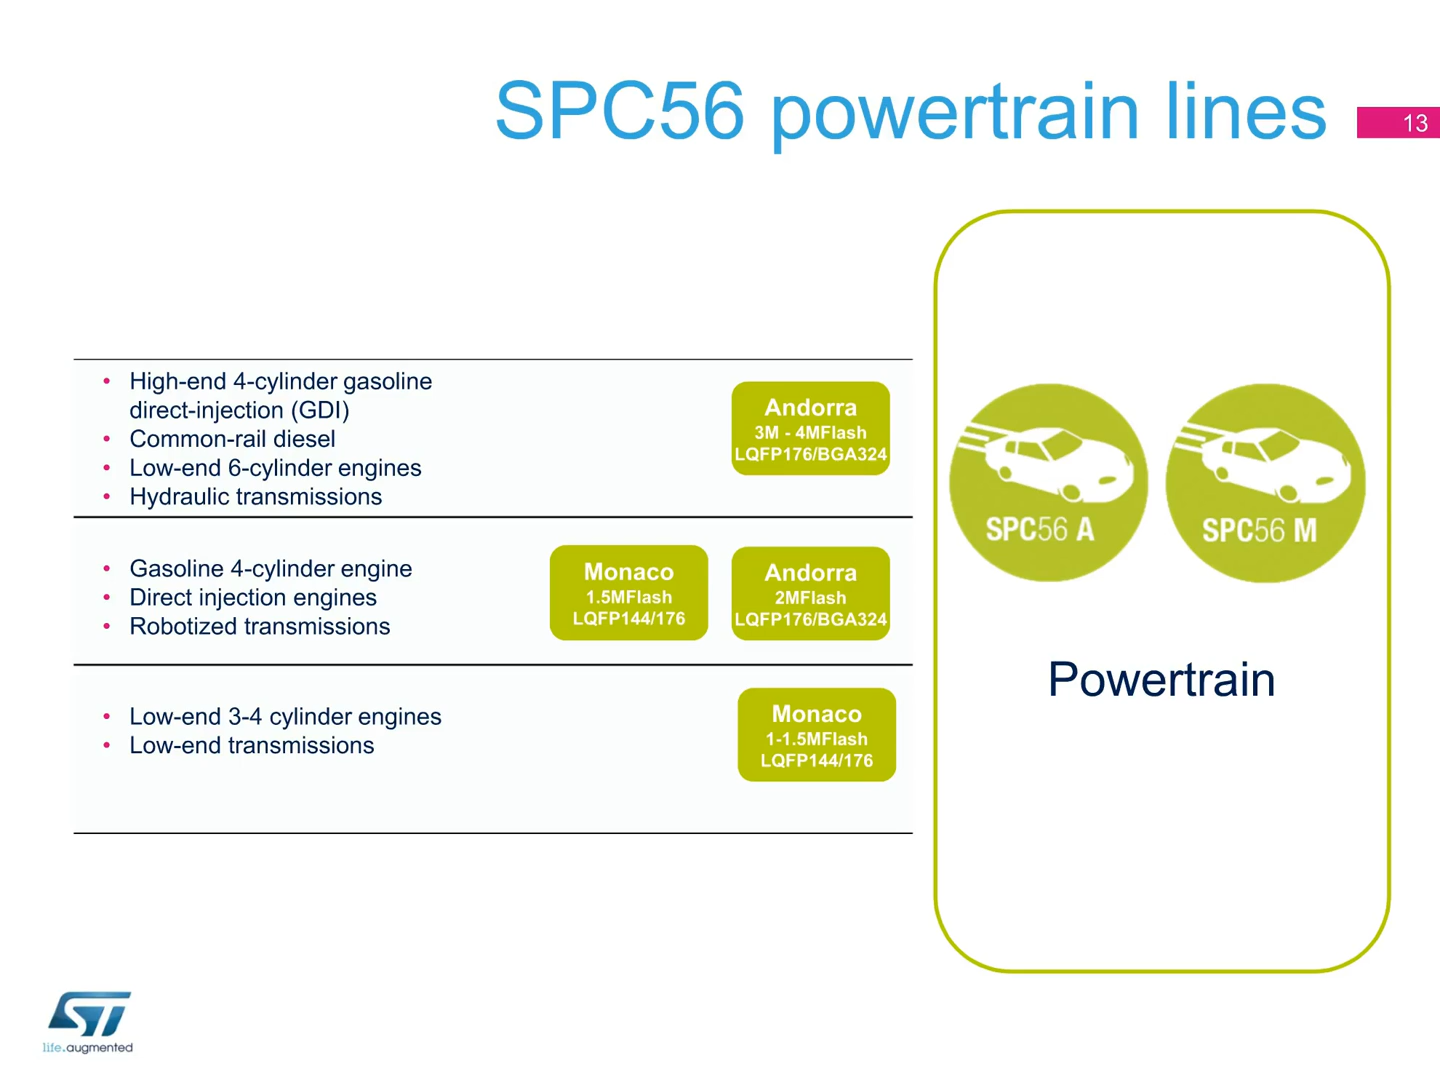 SPC56 powertrain lines
13
• High-end 4-cylinder gasoline
direct-injection (GDI)
• Common-rail diesel
• Low-end 6-cylinder engines
• Hydraulic transmissions
Andorra
3M - 4MFlash
LQFP176/BGA324
• Gasoline 4-cylinder engine
• Direct injection engines
• Robotized transmissions
Monaco
1.5MFlash
LQFP144/176
Andorra
2MFlash
LQFP176/BGA324
• Low-end 3-4 cylinder engines
• Low-end transmissions
Monaco
1-1.5MFlash
LQFP144/176
SPC56 A
SPC56 M
Powertrain
ST
life.augmented